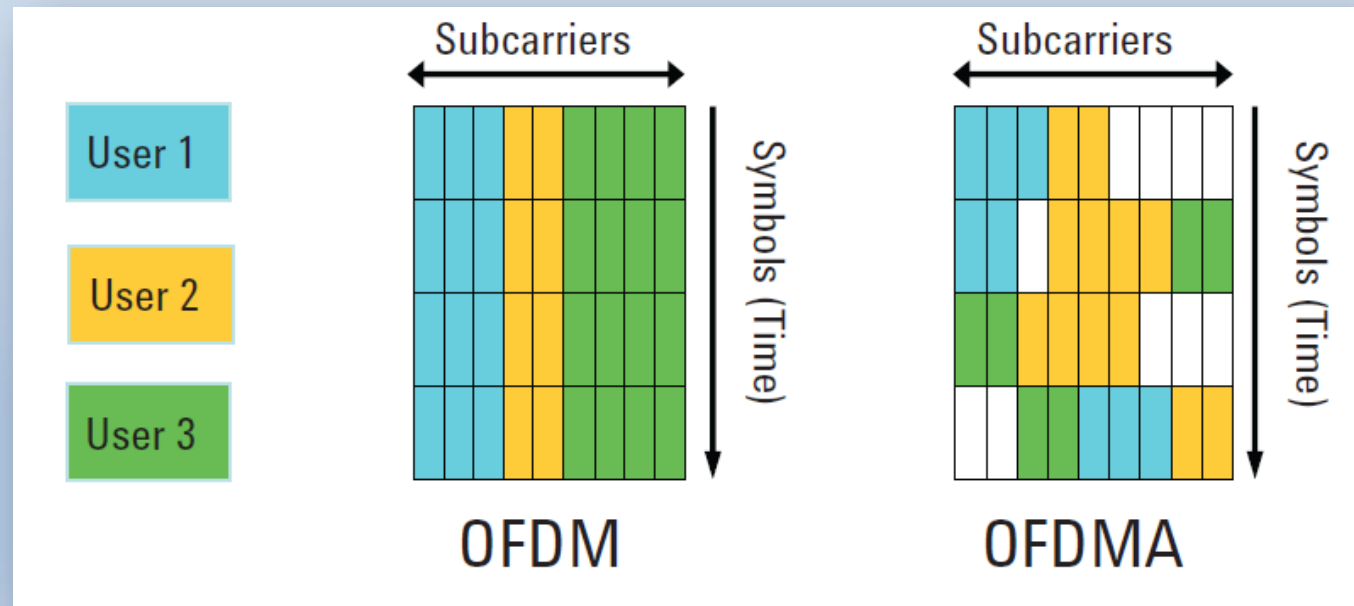 Subcarriers
Subcarriers
User 1
User 2
User 3
Symbols (Time)
Symbols (Time)
OFDM
OFDMA